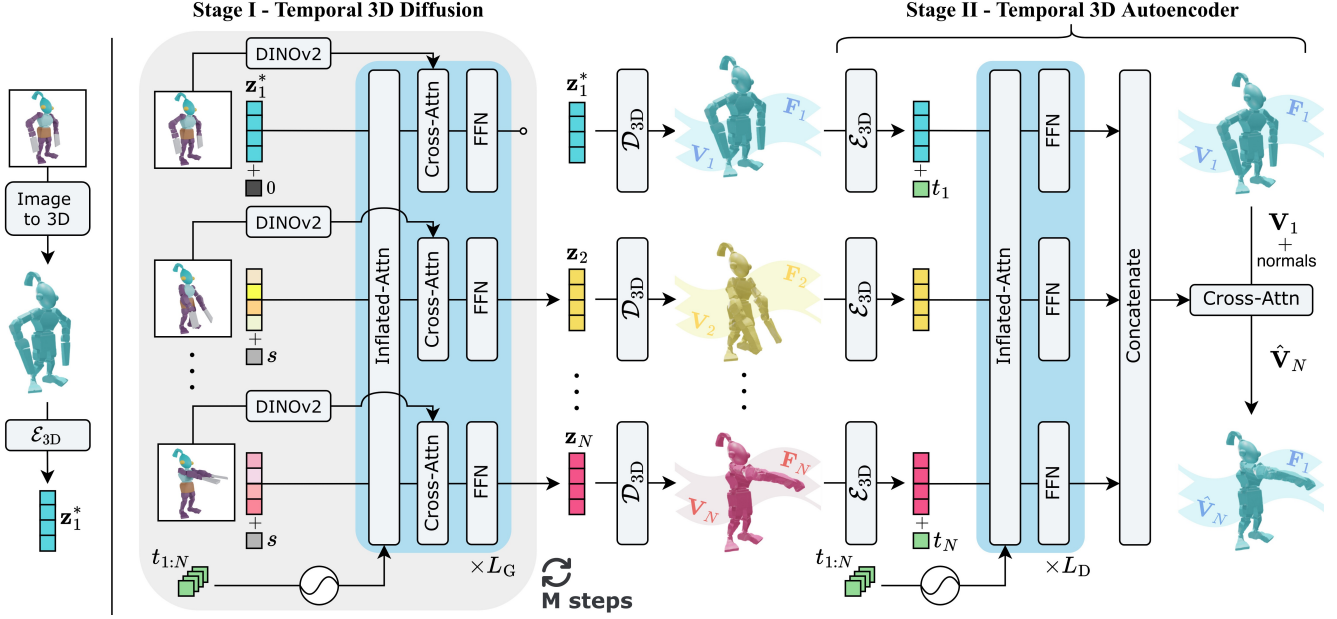 Stage I - Temporal 3D Diffusion
Stage II - Temporal 3D Autoencoder
Image
to 3D
ℰ3D
z1*
DINOv2
z1*
+
0
Cross-Attn
FFN
DINOv2
+
s
Inflated-Attn
Cross-Attn
FFN
DINOv2
+
s
Cross-Attn
FFN
t1:N
×LG
M steps
z1*
𝒟3D
F1
V1
z2
𝒟3D
F2
V2
zN
𝒟3D
FN
VN
ℰ3D
+
t1
FFN
ℰ3D
Inflated-Attn
FFN
ℰ3D
+
tN
FFN
t1:N
×LD
Concatenate
F1
V1
V1
+
normals
Cross-Attn
V̂N
F1
V̂N